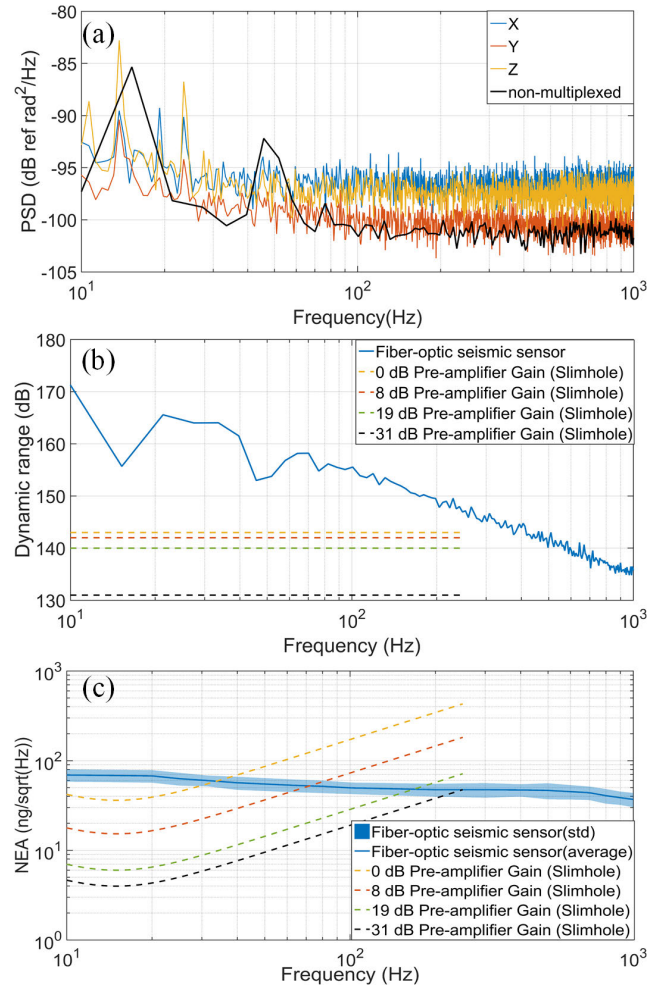 (a)
X
Y
Z
non-multiplexed
-80
-85
-90
-95
-100
-105
PSD (dB ref rad²/Hz)
10¹
10²
10³
Frequency(Hz)
(b)
Fiber-optic seismic sensor
0 dB Pre-amplifier Gain (Slimhole)
8 dB Pre-amplifier Gain (Slimhole)
19 dB Pre-amplifier Gain (Slimhole)
31 dB Pre-amplifier Gain (Slimhole)
180
170
160
150
140
130
Dynamic range (dB)
10¹
10²
10³
Frequency (Hz)
(c)
10³
10²
10¹
10⁰
NEA (ng/sqrt(Hz))
Fiber-optic seismic sensor(std)
Fiber-optic seismic sensor(average)
0 dB Pre-amplifier Gain (Slimhole)
8 dB Pre-amplifier Gain (Slimhole)
19 dB Pre-amplifier Gain (Slimhole)
31 dB Pre-amplifier Gain (Slimhole)
10¹
10²
10³
Frequency (Hz)